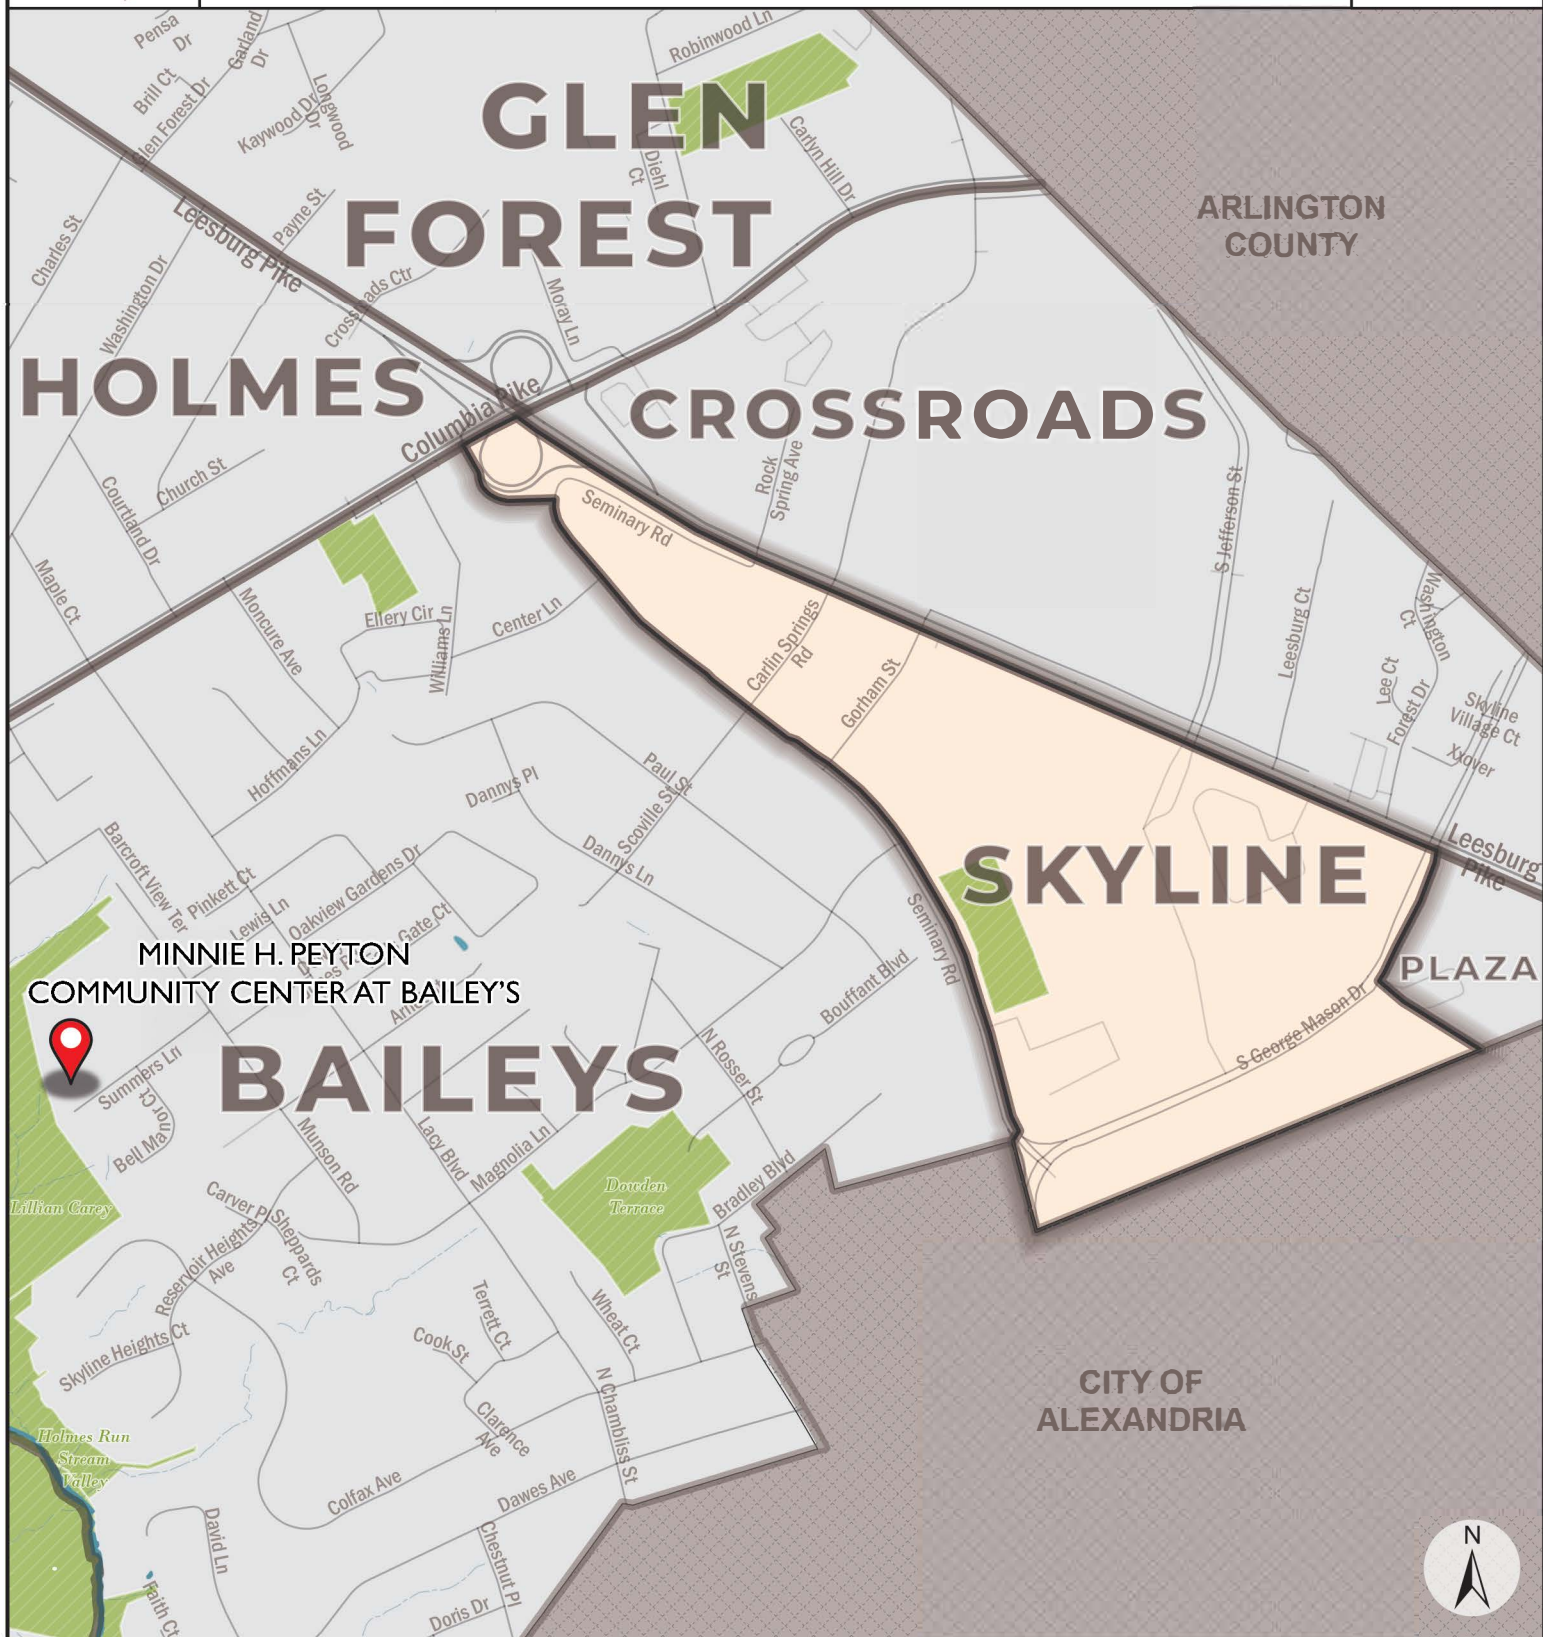 Pensa
Dr
Garland
Dr
Robinwood Ln
Brill Ct
Glen Forest Dr
Kaywood Dr
Longwood
Dr
GLEN
FOREST
Diehl
Ct
Carlyn Hill Dr
ARLINGTON
COUNTY
Charles St
Payne St
Leesburg Pike
Washington Dr
Crossroads Ctr
Moray Ln
HOLMES
Columbia Pike
CROSSROADS
Church St
Courtland Dr
Rock
Spring Ave
Seminary Rd
S Jefferson St
Maple Ct
Moncure Ave
Ellery Cir
Williams Ln
Center Ln
Carlin Springs
Rd
Gorham St
Leesburg Ct
Washington
Ct
Lee Ct
Forest Dr
Skyline
Village Ct
Xxover
Hoffmans Ln
Dannys Pl
Paul St
Scoville St
Dannys Ln
Leesburg
Pike
Barcroft View Ter
Pinkett Ct
Lewis Ln
Oakview Gardens Dr
Gate Ct
SKYLINE
Seminary Rd
PLAZA
MINNIE H. PEYTON
COMMUNITY CENTER AT BAILEY'S
Bouffant Blvd
S George Mason Dr
Summers Ln
BAILEYS
N Rosser St
Bell Manor Ct
Munson Rd
Lacy Blvd
Magnolia Ln
Bradley Blvd
Lillian Carey
Dowden
Terrace
Carver Pl
Sheppards
Ct
Reservoir Heights
Ave
N Stevens
St
Skyline Heights Ct
Terrett Ct
Cook St
Wheat Ct
Clarence
Ave
N Chambliss St
CITY OF
ALEXANDRIA
Holmes Run
Stream
Valley
Colfax Ave
Dawes Ave
David Ln
Chestnut Pl
Faith Ct
Doris Dr
N